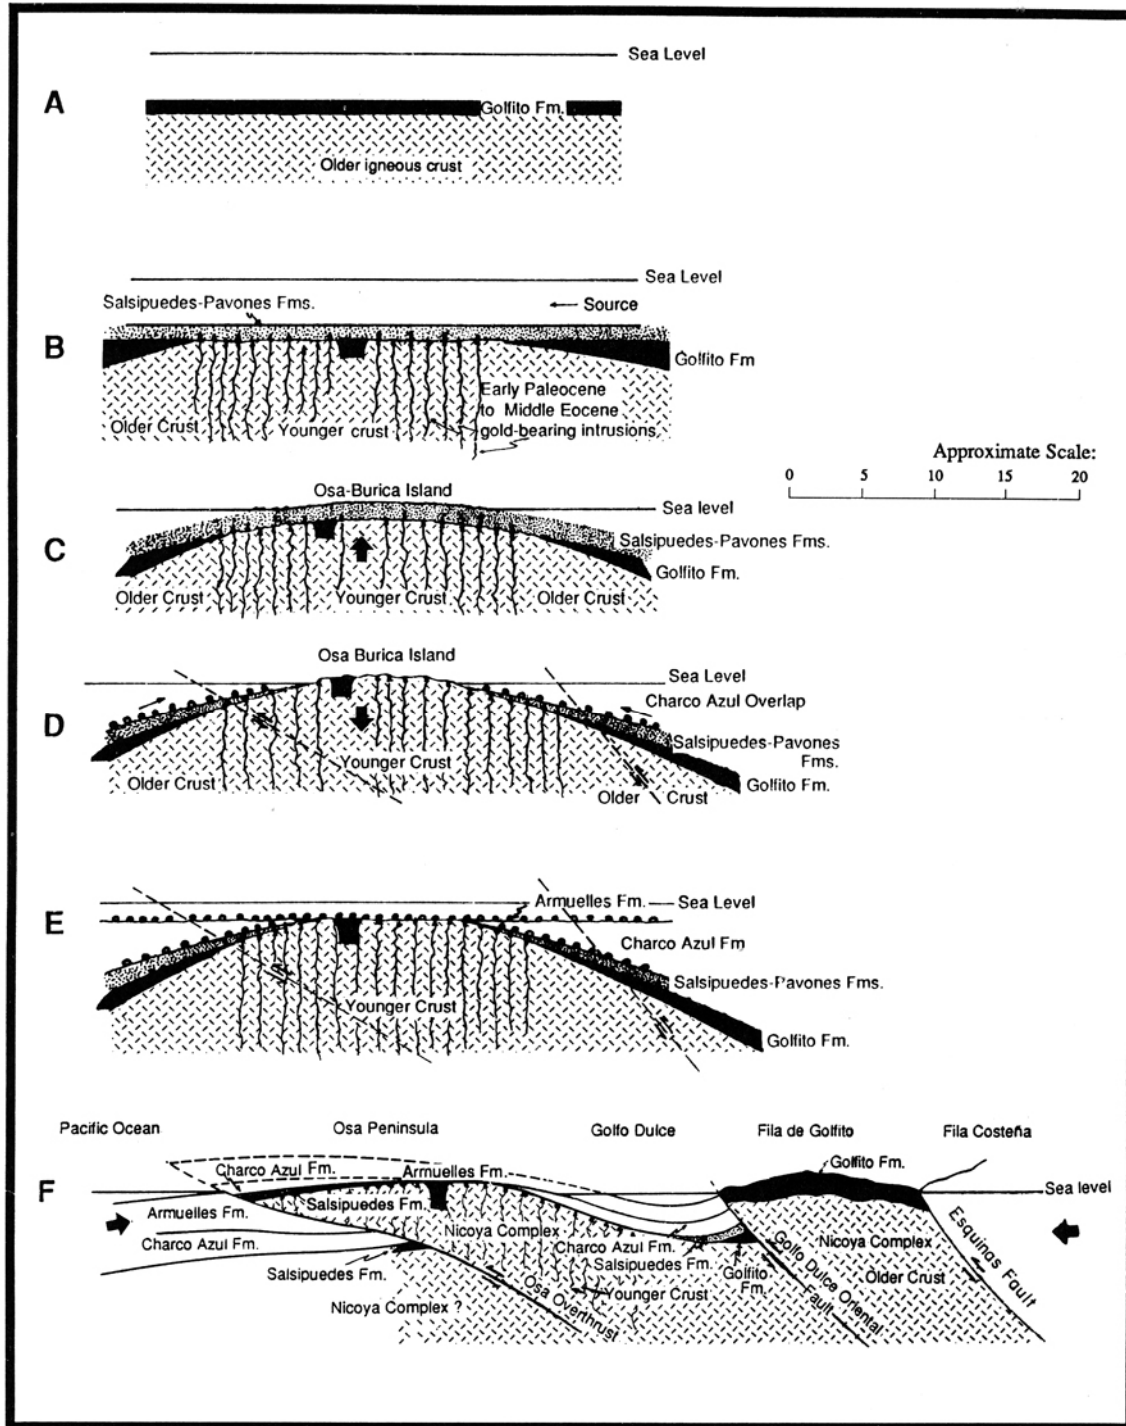 Sea Level
A
Golfito Fm.
Older igneous crust
Sea Level
Salsipuedes-Pavones Fms.
Source
B
Golfito Fm
Early Paleocene
to Middle Eocene
gold-bearing intrusions
Older Crust
Younger crust
Approximate Scale:
0 5 10 15 20
Osa-Burica Island
Sea level
C
Salsipuedes-Pavones Fms.
Golfito Fm.
Older Crust
Younger Crust
Older Crust
Osa Burica Island
Sea Level
Charco Azul Overlap
D
Salsipuedes-Pavones
Fms.
Younger Crust
Older Crust
Golfito Fm.
Older Crust
Armuelles Fm.
Sea Level
E
Charco Azul Fm
Salsipuedes-Pavones Fms.
Younger Crust
Golfito Fm.
Pacific Ocean
Osa Peninsula
Golfo Dulce
Fila de Golfito
Fila Costeña
Golfito Fm.
Charco Azul Fm.
Armuelles Fm.
F
Sea level
Salsipuedes Fm.
Armuelles Fm.
Nicoya Complex
Charco Azul Fm.
Charco Azul Fm.
Salsipuedes Fm.
Salsipuedes Fm.
Golfito
Fm.
Nicoya Complex
Older Crust
Esquinas Fault
Golfo Dulce Oriental
Fault
Younger Crust
Osa Overthrust
Nicoya Complex ?